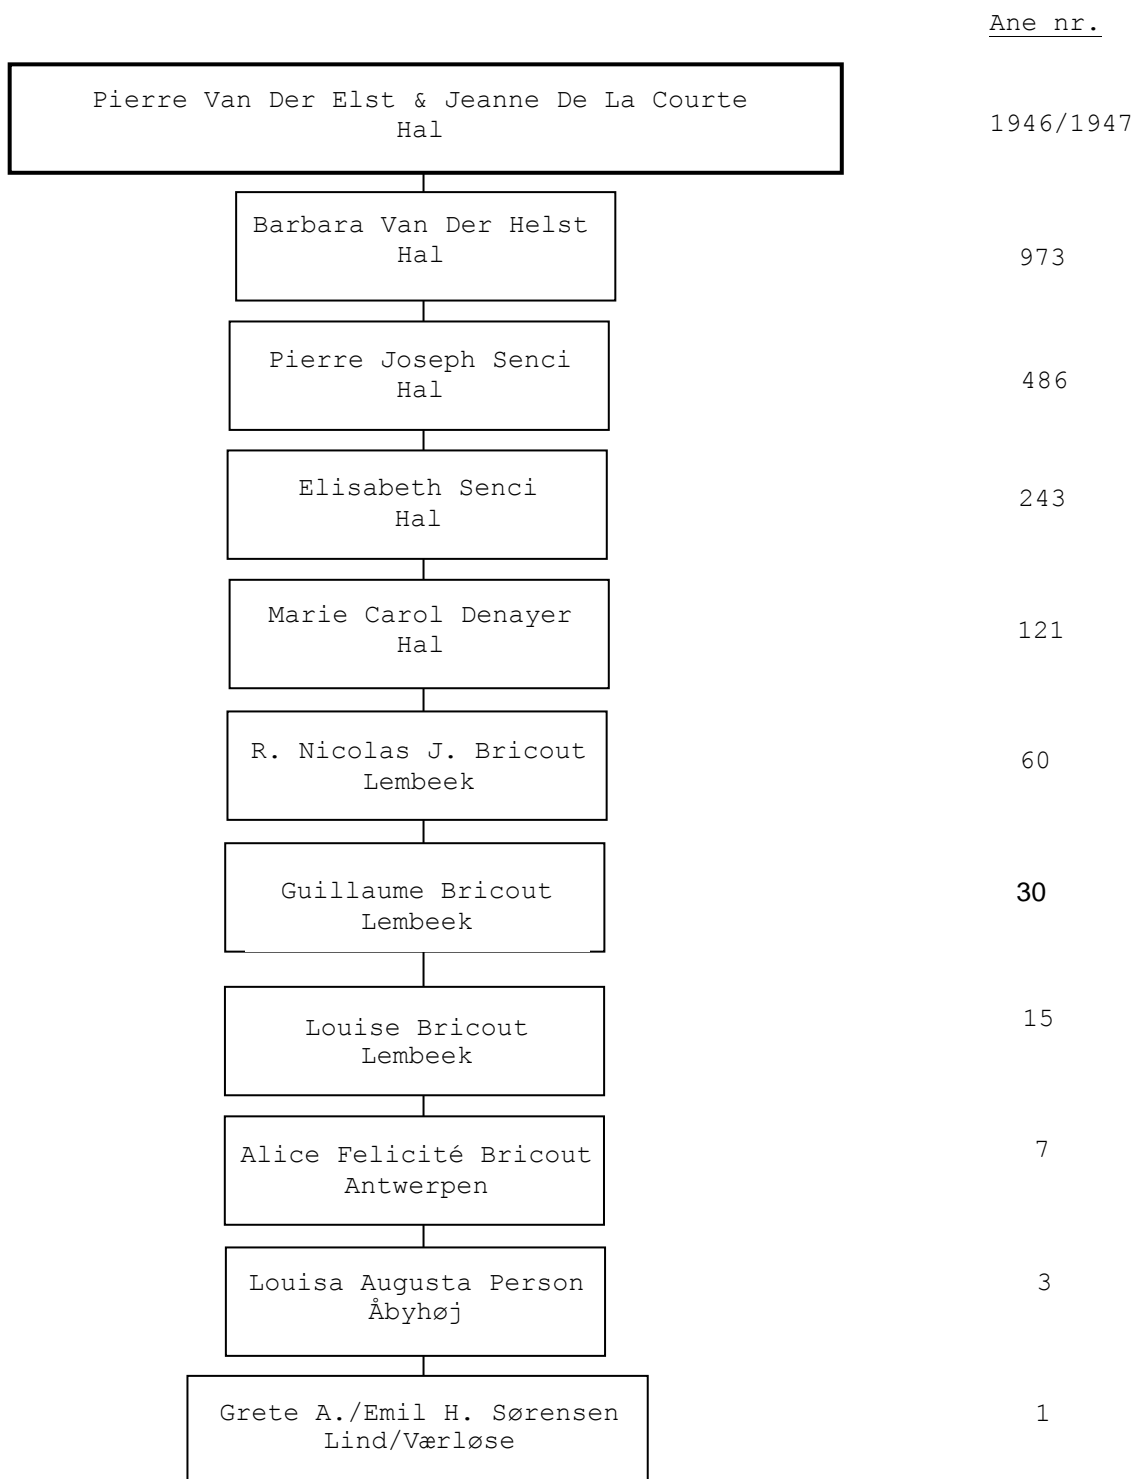 Ane nr.
Pierre Van Der Elst & Jeanne De La Courte
Hal
1946/1947
Barbara Van Der Helst
Hal
973
Pierre Joseph Senci
Hal
486
Elisabeth Senci
Hal
243
Marie Carol Denayer
Hal
121
R. Nicolas J. Bricout
Lembeek
60
Guillaume Bricout
Lembeek
30
Louise Bricout
Lembeek
15
Alice Felicité Bricout
Antwerpen
7
Louisa Augusta Person
Åbyhøj
3
Grete A./Emil H. Sørensen
Lind/Værløse
1